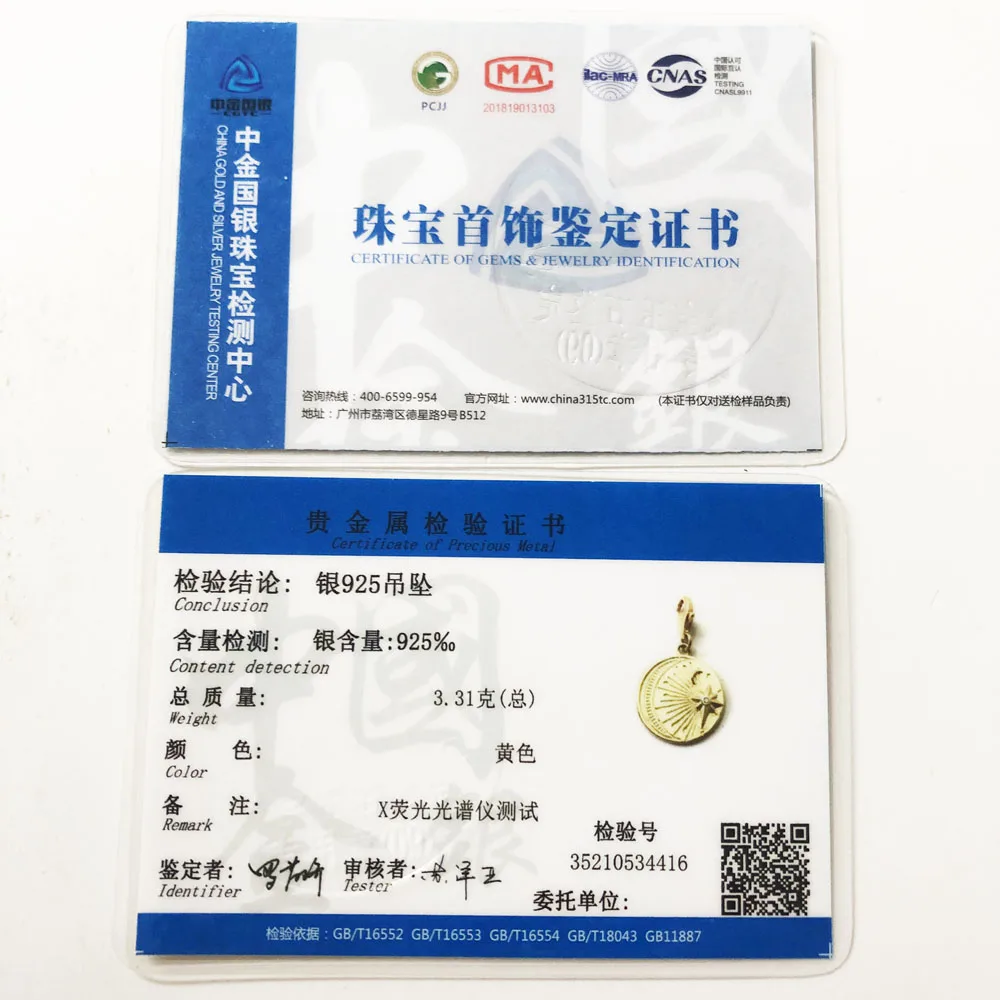 中金国银
CGTC
中金国银珠宝检测中心
CHINA GOLD AND SILVER JEWELRY TESTING CENTER
PCJJ
MA
201819013103
ilac-MRA
CNAS
中国认可
国际互认
检测
TESTING
CNASL8911
珠宝首饰鉴定证书
CERTIFICATE OF GEMS & JEWELRY IDENTIFICATION
咨询热线：400-6599-954 官方网址：www.china315tc.com (本证书仅对送检样品负责)
地址：广州市荔湾区德星路9号B512
贵金属检验证书
Certificate of Precious Metal
检验结论: 银925吊坠
Conclusion
含量检测: 银含量:925‰
Content detection
总质量: 3.31克(总)
Weight
颜色: 黄色
Color
备注: X荧光光谱仪测试
Remark
检验号
35210534416
鉴定者: 审核者:
Identifier Tester
委托单位:
检验依据：GB/T16552 GB/T16553 GB/T16554 GB/T18043 GB11887